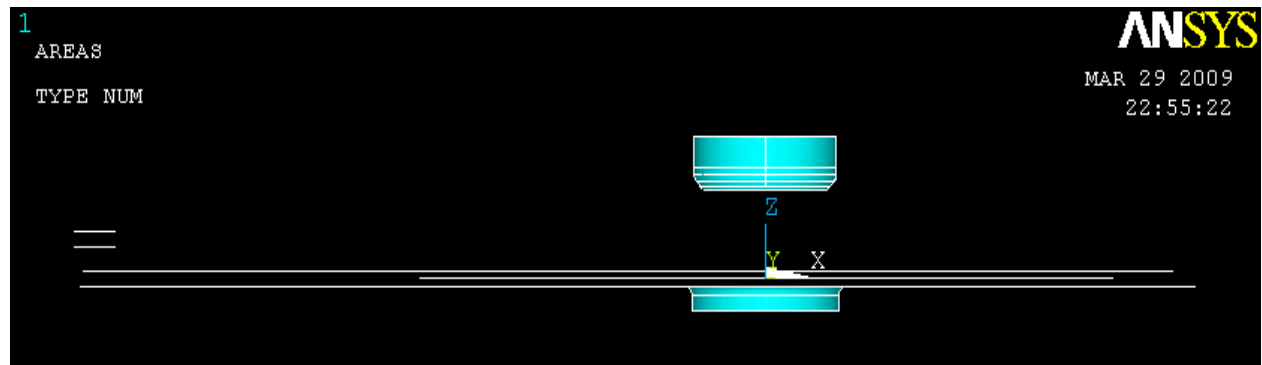 1
ANSYS
AREAS
TYPE NUM
MAR 29 2009
22:55:22
Z
Y X